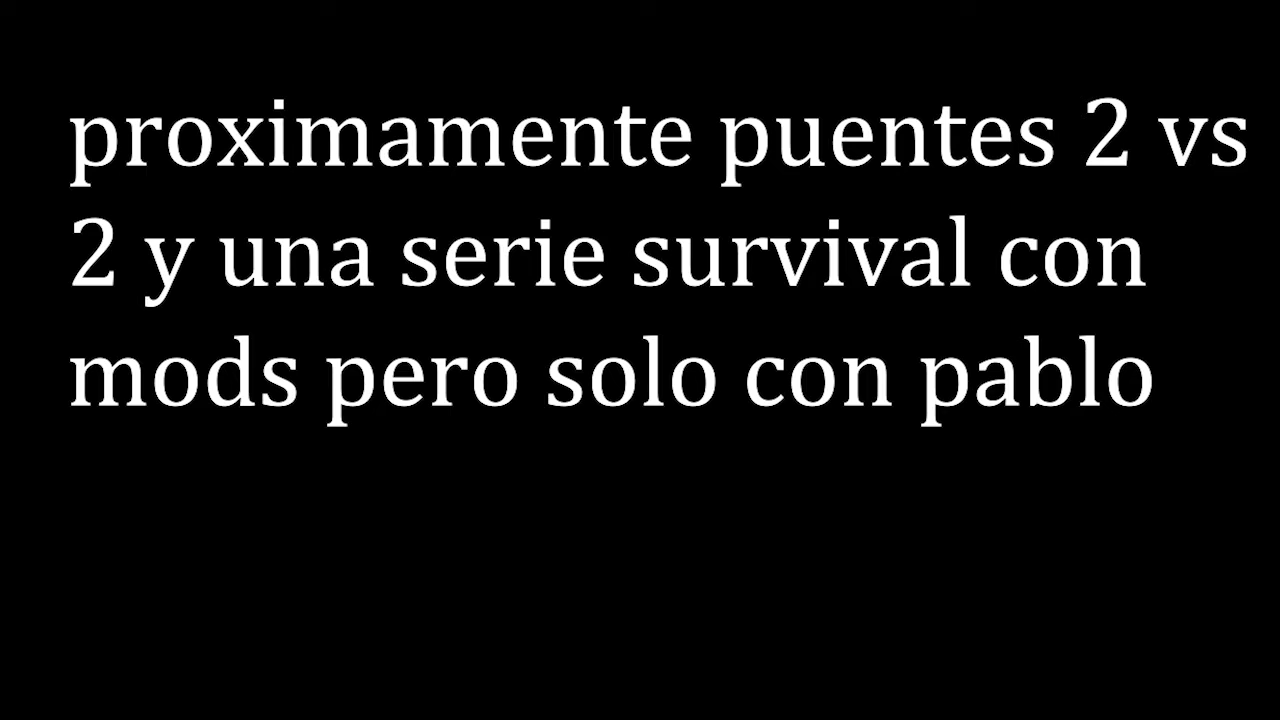 proximamente puentes 2 vs
2 y una serie survival con
mods pero solo con pablo